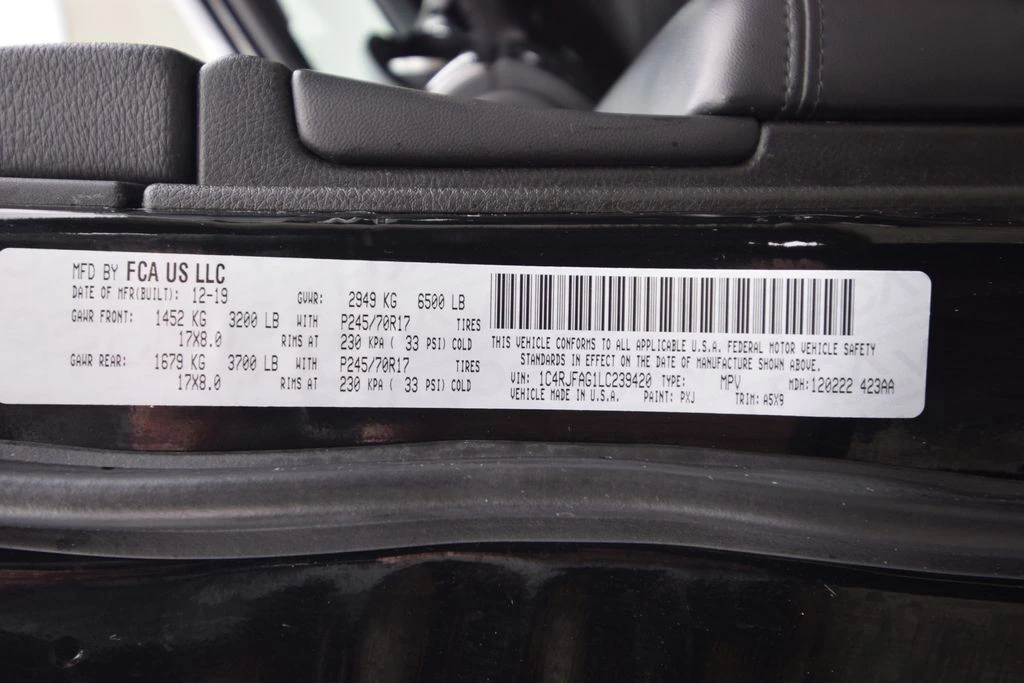 MFD BY FCA US LLC
DATE OF MFR(BUILT): 12-19 GVWR: 2949 KG 6500 LB
GAWR FRONT: 1452 KG 3200 LB WITH P245/70R17 TIRES
17X8.0 RIMS AT 230 KPA ( 33 PSI) COLD
GAWR REAR: 1679 KG 3700 LB WITH P245/70R17 TIRES
17X8.0 RIMS AT 230 KPA ( 33 PSI) COLD
THIS VEHICLE CONFORMS TO ALL APPLICABLE U.S.A. FEDERAL MOTOR VEHICLE SAFETY
STANDARDS IN EFFECT ON THE DATE OF MANUFACTURE SHOWN ABOVE.
VIN: 1C4RJFAG1LC239420 TYPE: MPV MDH: 120222 423AA
VEHICLE MADE IN U.S.A. PAINT: PXJ TRIM: A5X9